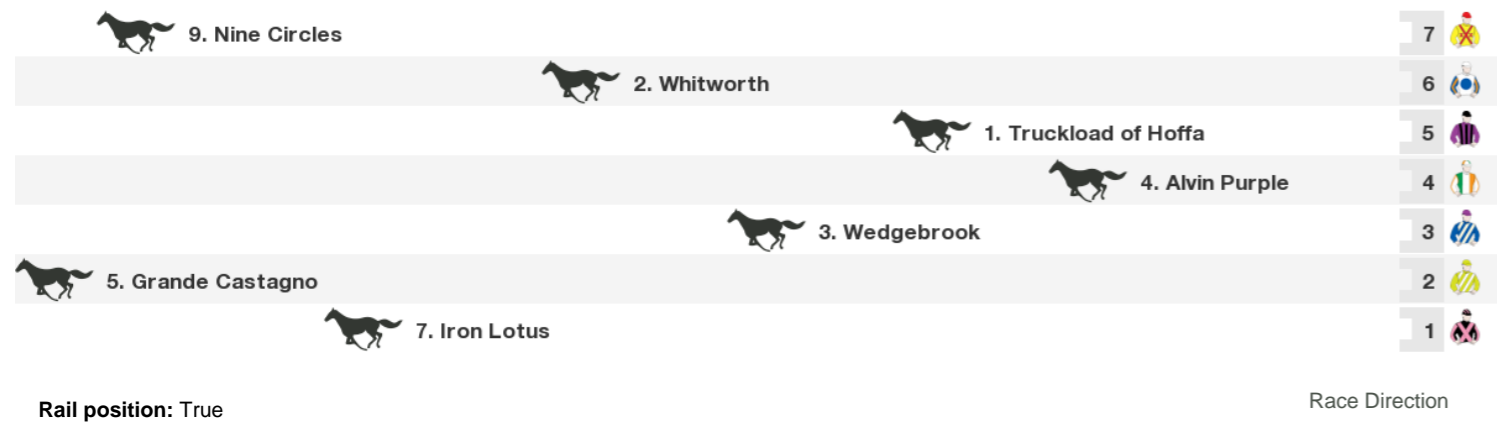 9. Nine Circles 7
2. Whitworth 6
1. Truckload of Hoffa 5
4. Alvin Purple 4
3. Wedgebrook 3
5. Grande Castagno 2
7. Iron Lotus 1
Rail position: True
Race Direction